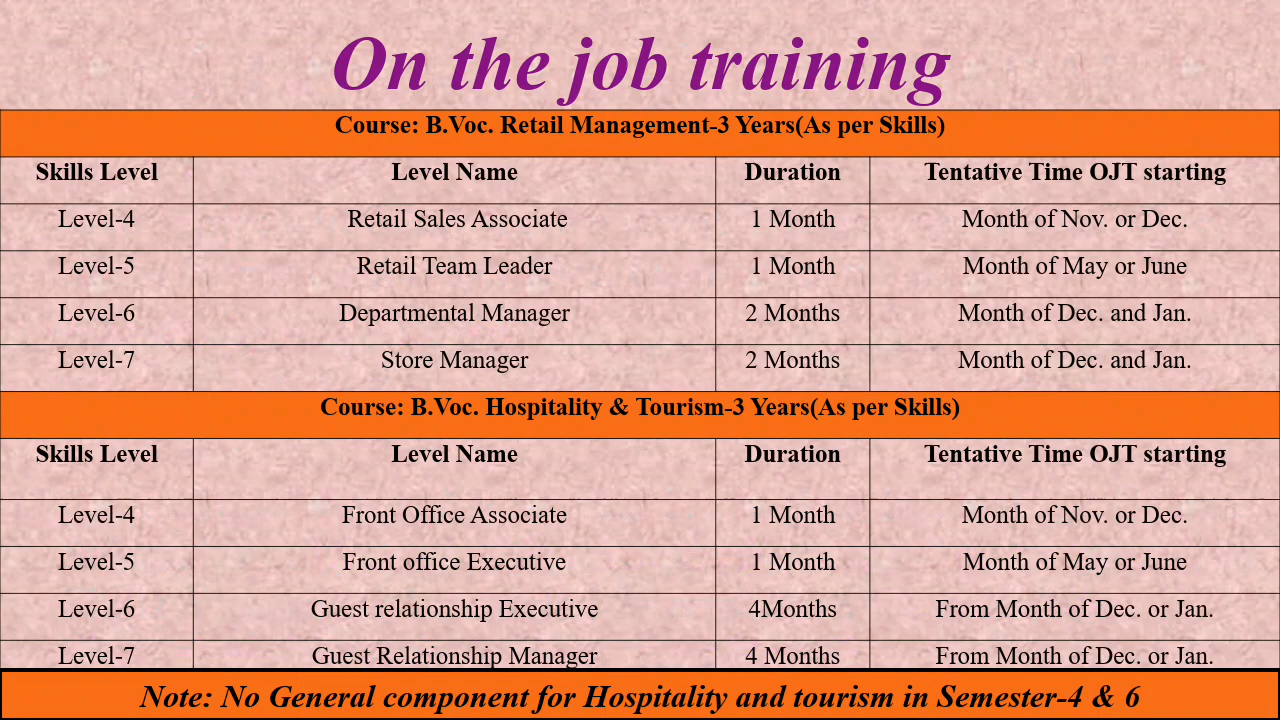 On the job training
Course: B.Voc. Retail Management-3 Years(As per Skills)
Skills Level Level Name Duration Tentative Time OJT starting
Level-4 Retail Sales Associate 1 Month Month of Nov. or Dec.
Level-5 Retail Team Leader 1 Month Month of May or June
Level-6 Departmental Manager 2 Months Month of Dec. and Jan.
Level-7 Store Manager 2 Months Month of Dec. and Jan.
Course: B.Voc. Hospitality & Tourism-3 Years(As per Skills)
Skills Level Level Name Duration Tentative Time OJT starting
Level-4 Front Office Associate 1 Month Month of Nov. or Dec.
Level-5 Front office Executive 1 Month Month of May or June
Level-6 Guest relationship Executive 4Months From Month of Dec. or Jan.
Level-7 Guest Relationship Manager 4 Months From Month of Dec. or Jan.
Note: No General component for Hospitality and tourism in Semester-4 & 6